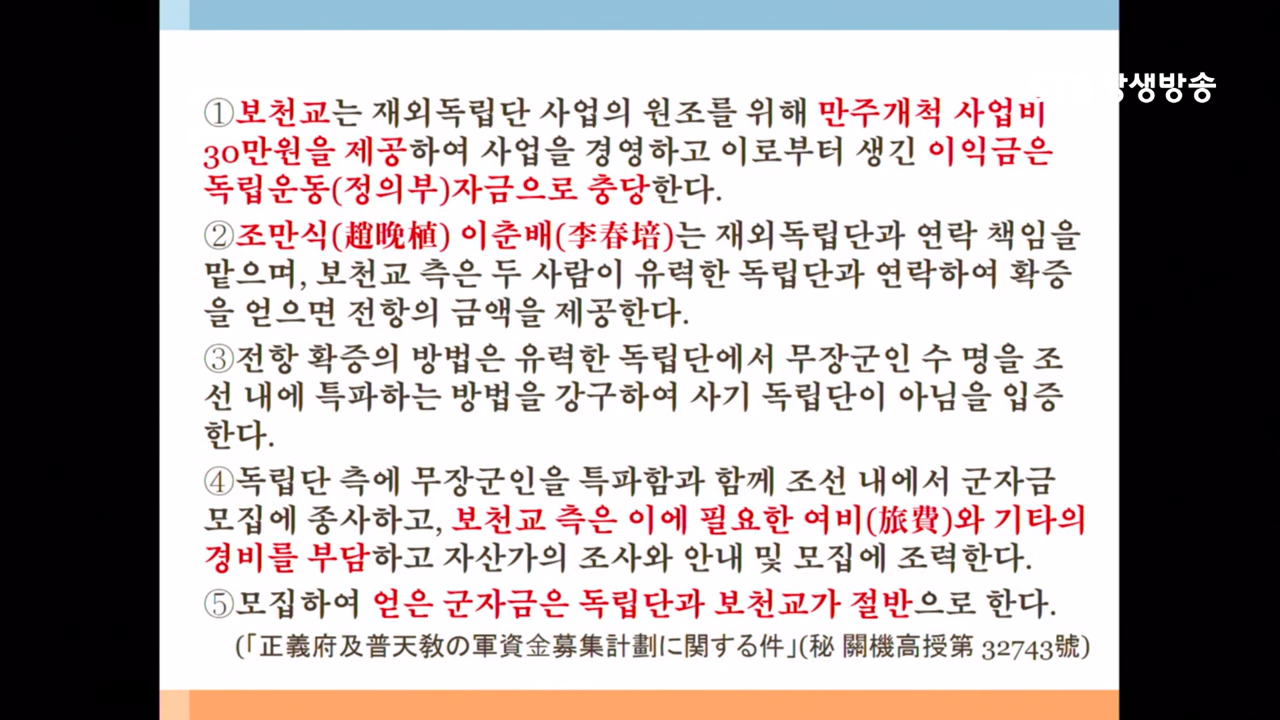 상생방송
①보천교는 재외독립단 사업의 원조를 위해 만주개척 사업비
30만원을 제공하여 사업을 경영하고 이로부터 생긴 이익금은
독립운동(정의부)자금으로 충당한다.
②조만식(趙晩植) 이춘배(李春培)는 재외독립단과 연락 책임을
맡으며, 보천교 측은 두 사람이 유력한 독립단과 연락하여 확증
을 얻으면 전항의 금액을 제공한다.
③전항 확증의 방법은 유력한 독립단에서 무장군인 수 명을 조
선 내에 특파하는 방법을 강구하여 사기 독립단이 아님을 입증
한다.
④독립단 측에 무장군인을 특파함과 함께 조선 내에서 군자금
모집에 종사하고, 보천교 측은 이에 필요한 여비(旅費)와 기타의
경비를 부담하고 자산가의 조사와 안내 및 모집에 조력한다.
⑤모집하여 얻은 군자금은 독립단과 보천교가 절반으로 한다.
(「正義府及普天敎の軍資金募集計劃に関する件」(秘 關機高授第 32743號)